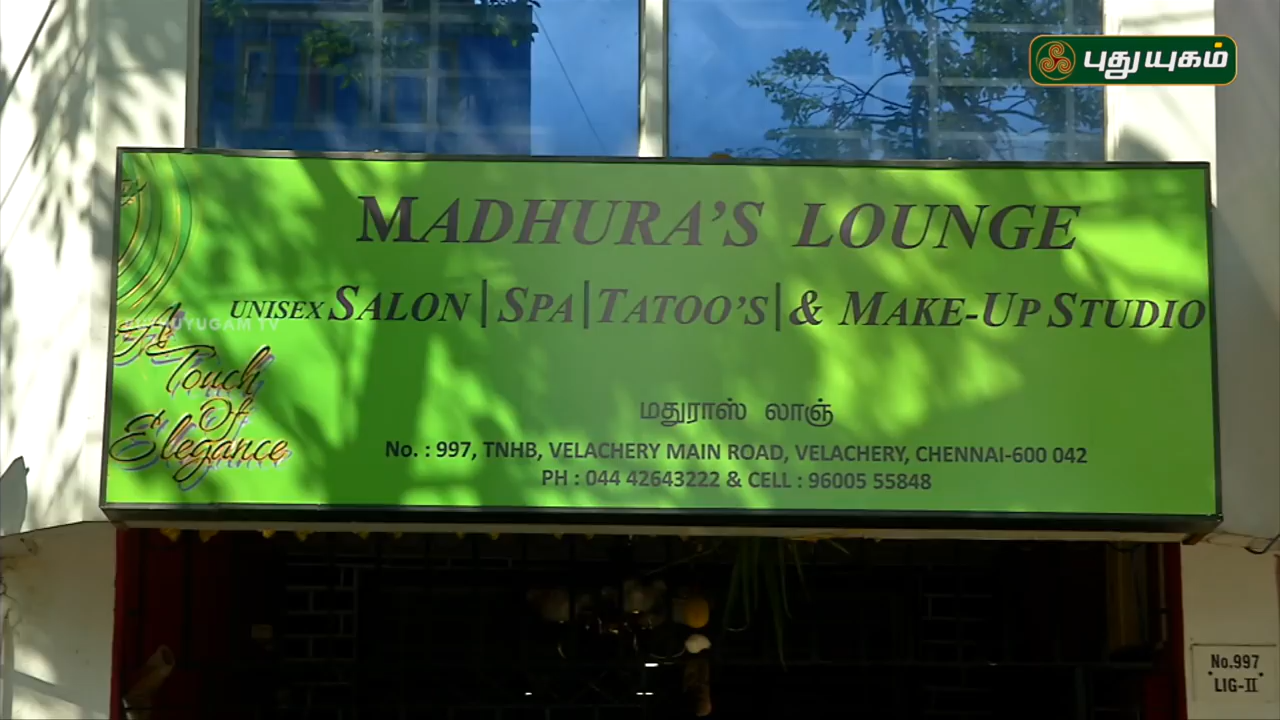 புதுயுகம்
MADHURA'S LOUNGE
UNISEX SALON | SPA | TATOO'S | & MAKE-UP STUDIO
A
Touch
Of
Elegance
மதுராஸ் லாஞ்
No. : 997, TNHB, VELACHERY MAIN ROAD, VELACHERY, CHENNAI-600 042
PH : 044 42643222 & CELL : 96005 55848
No.997
LIG-II